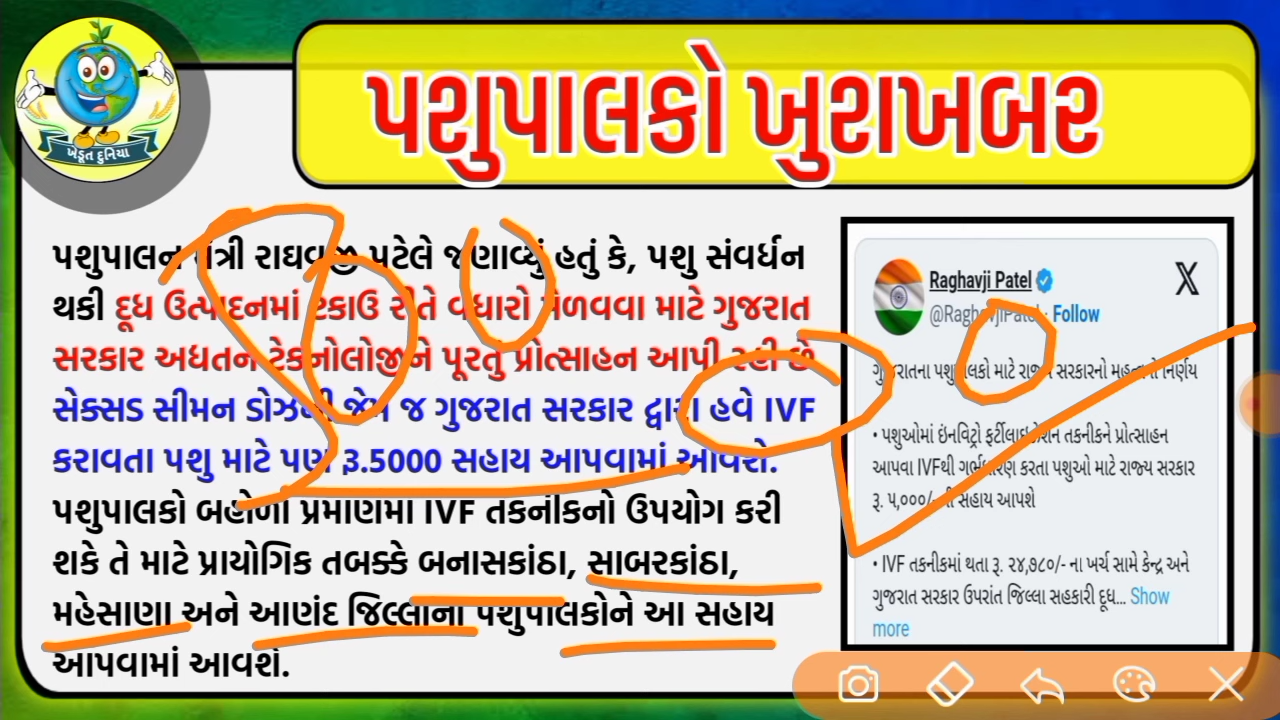 ખેડૂત દુનિયા
પશુપાલકો ખુશખબર
પશુપાલન મંત્રી રાઘવજી પટેલે જણાવ્યું હતું કે, પશુ સંવર્ધન
થકી દૂધ ઉત્પાદનમાં ટકાઉ રીતે વધારો મેળવવા માટે ગુજરાત
સરકાર અદ્યતન ટેકનોલોજીને પૂરતું પ્રોત્સાહન આપી રહી છે
સેક્સડ સીમન ડોઝની જેમ જ ગુજરાત સરકાર દ્વારા હવે IVF
કરાવતા પશુ માટે પણ રૂ.5000 સહાય આપવામાં આવશે.
પશુપાલકો બહોળા પ્રમાણમાં IVF તકનીકનો ઉપયોગ કરી
શકે તે માટે પ્રાયોગિક તબક્કે બનાસકાંઠા, સાબરકાંઠા,
મહેસાણા અને આણંદ જિલ્લાના પશુપાલકોને આ સહાય
આપવામાં આવશે.
Raghavji Patel
@RaghavjiPatel · Follow
ગુજરાતના પશુપાલકો માટે રાજ્ય સરકારનો મહત્વનો નિર્ણય
• પશુઓમાં ઇનવિટ્રો ફર્ટીલાઇઝેશન તકનીકને પ્રોત્સાહન
આપવા IVFથી ગર્ભધારણ કરતા પશુઓ માટે રાજ્ય સરકાર
રૂ. ૫,૦૦૦/- ની સહાય આપશે
• IVF તકનીકમાં થતા રૂ. ૨૪,૭૮૦/- ના ખર્ચ સામે કેન્દ્ર અને
ગુજરાત સરકાર ઉપરાંત જિલ્લા સહકારી દૂધ... Show
more